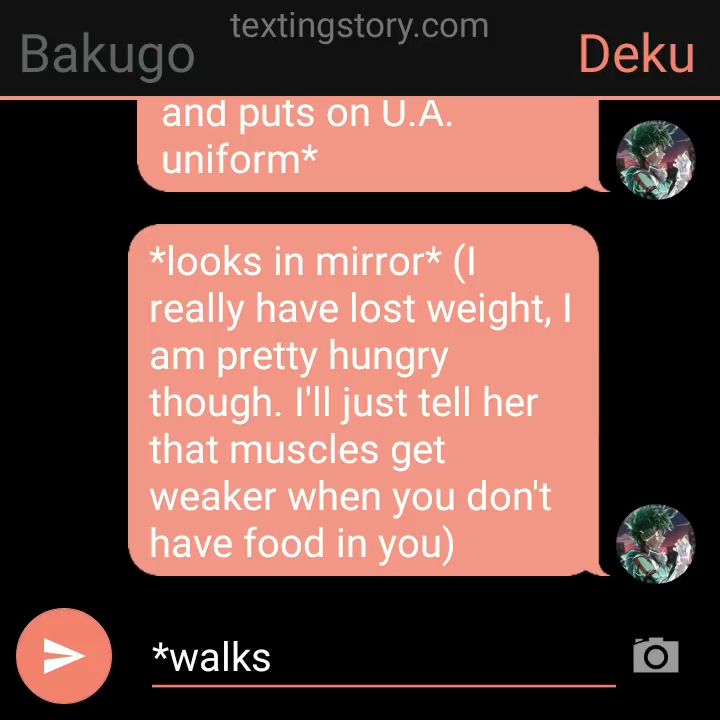 textingstory.com
Bakugo
Deku
and puts on U.A.
uniform*
*looks in mirror* (I
really have lost weight, I
am pretty hungry
though. I'll just tell her
that muscles get
weaker when you don't
have food in you)
*walks